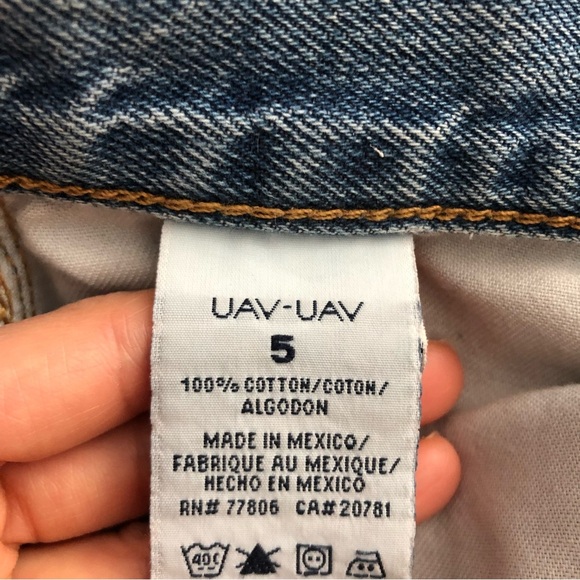 UAV-UAV
5
100% COTTON/COTON/
ALGODON
MADE IN MEXICO/
FABRIQUE AU MEXIQUE/
HECHO EN MEXICO
RN# 77806 CA# 20781
40C